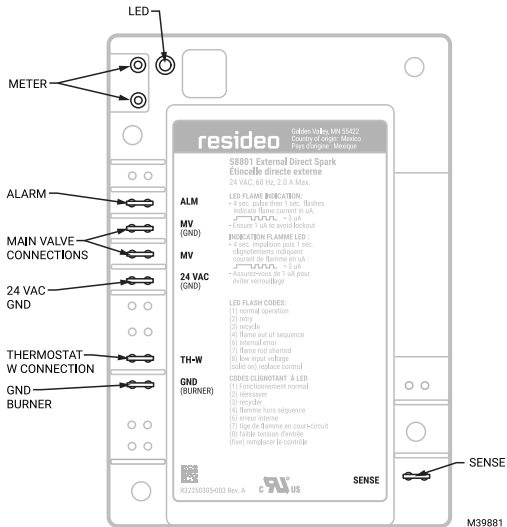 LED
METER
ALARM
MAIN VALVE
CONNECTIONS
24 VAC
GND
THERMOSTAT
W CONNECTION
GND
BURNER
resideo
Golden Valley, MN 55422
Country of origin: Mexico
Pays d'origine : Mexique
S8801 External Direct Spark
Étincelle directe externe
24 VAC, 60 Hz, 2.0 A Max.
LED FLAME INDICATION:
- 4 sec. pulse then 1 sec. flashes
indicate flame current in uA.
= 3 uA
- Ensure 1 uA to avoid lockout
INDICATION FLAMME LED :
- 4 sec. impulsion puis 1 sec.
clignotements indiquent
courant de flamme en uA :
= 3 uA
- Assurez-vous de 1 uA pour
éviter verrouillage
LED FLASH CODES:
(1) normal operation
(2) retry
(3) recycle
(4) flame out of sequence
(6) internal error
(7) flame rod shorted
(8) low input voltage
(solid on) replace control
CODES CLIGNOTANT À LED
(1) Fonctionnement normal
(2) réessayer
(3) recycler
(4) flamme hors séquence
(6) erreur interne
(7) tige de flamme en court-circuit
(8) faible tension d'entrée
(fixe) remplacer le contrôle
ALM
MV
(GND)
MV
24 VAC
(GND)
TH-W
GND
(BURNER)
SENSE
R32350305-003 Rev. A
C US
SENSE
M39881